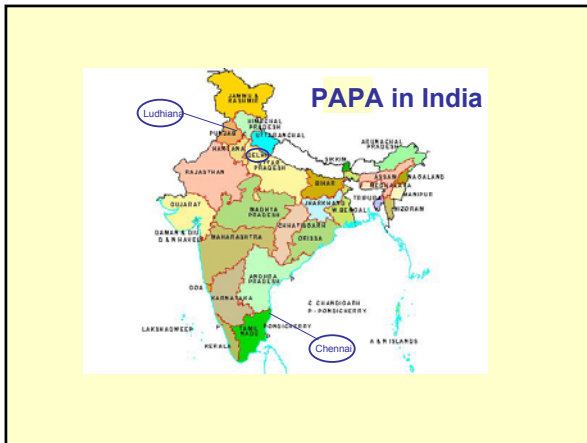 PAPA in India
JAMMU &
KASHMIR
Ludhiana
HIMACHAL
PRADESH
PUNJAB
C
UTTARANCHAL
HARYANA
DELHI
ARUNACHAL
PRADESH
SIKKIM
UTTAR
PRADESH
RAJASTHAN
ASSAM
NAGALAND
MEGHALAYA
BIHAR
MANIPUR
JHARKHAND
TRIPURA
W.BENGAL
MIZORAM
GUJARAT
MADHYA
PRADESH
CHHATISGARH
DAMAN & DIU
D & N HAVELI
ORISSA
MAHARASHTRA
ANDHRA
PRADESH
GOA
KARNATAKA
C CHANDIGARH
P - PONDICHERRY
LAKSHADWEEP
P
PONDICHERRY
TAMIL
NADU
A & N ISLANDS
KERALA
Chennai